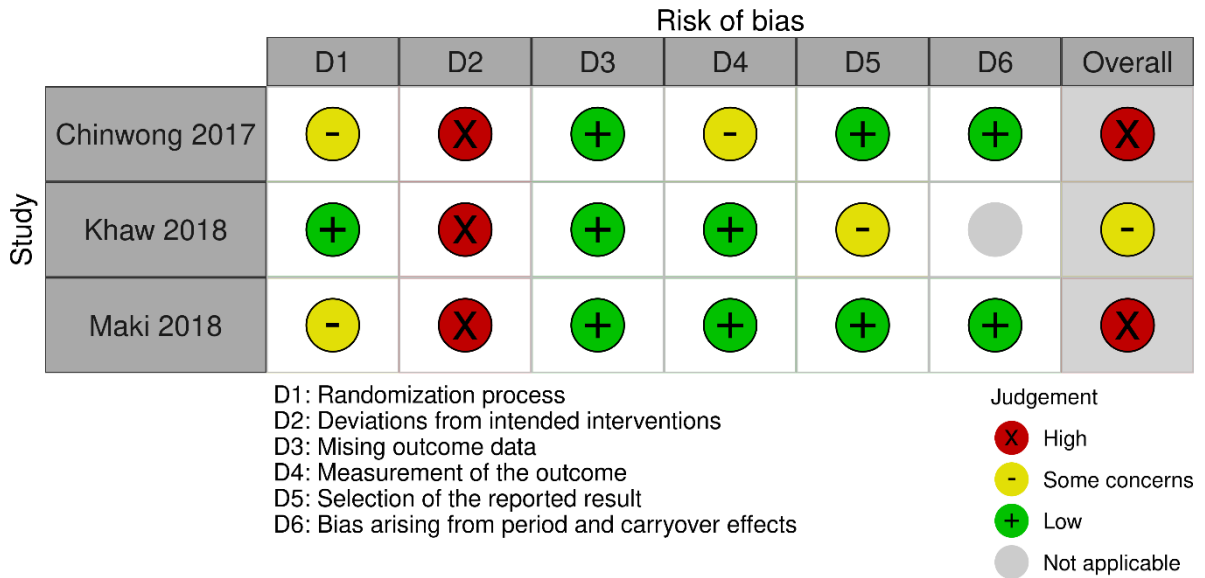 Risk of bias
D1 D2 D3 D4 D5 D6 Overall
Study
Chinwong 2017 - X + - + + X
Khaw 2018 + X + + - -
Maki 2018 - X + + + + X
D1: Randomization process
D2: Deviations from intended interventions
D3: Mising outcome data
D4: Measurement of the outcome
D5: Selection of the reported result
D6: Bias arising from period and carryover effects
Judgement
X High
- Some concerns
+ Low
Not applicable